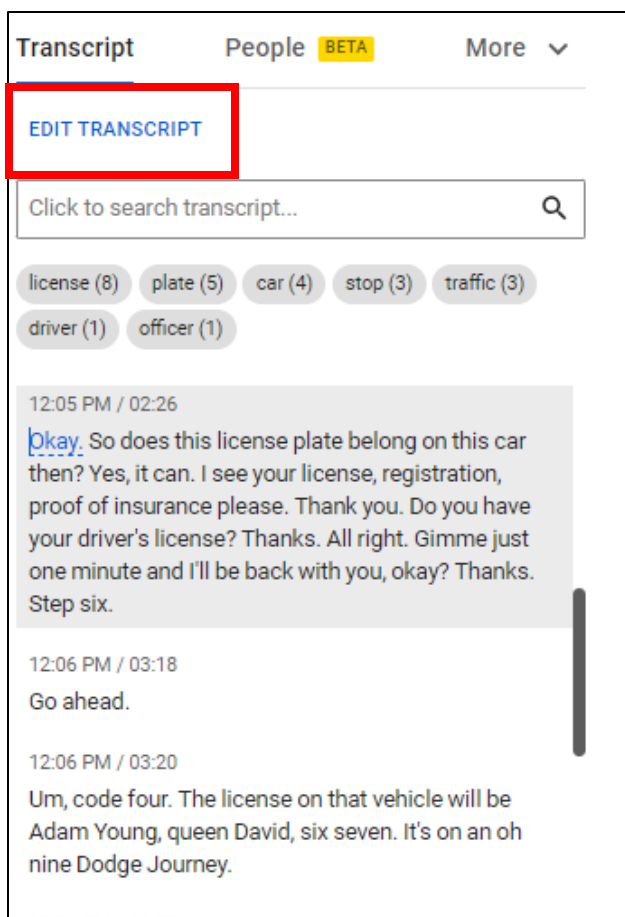 Transcript People BETA More
EDIT TRANSCRIPT
Click to search transcript...
license (8) plate (5) car (4) stop (3) traffic (3)
driver (1) officer (1)
12:05 PM / 02:26
Okay. So does this license plate belong on this car
then? Yes, it can. I see your license, registration,
proof of insurance please. Thank you. Do you have
your driver's license? Thanks. All right. Gimme just
one minute and I'll be back with you, okay? Thanks.
Step six.
12:06 PM / 03:18
Go ahead.
12:06 PM / 03:20
Um, code four. The license on that vehicle will be
Adam Young, queen David, six seven. It's on an oh
nine Dodge Journey.